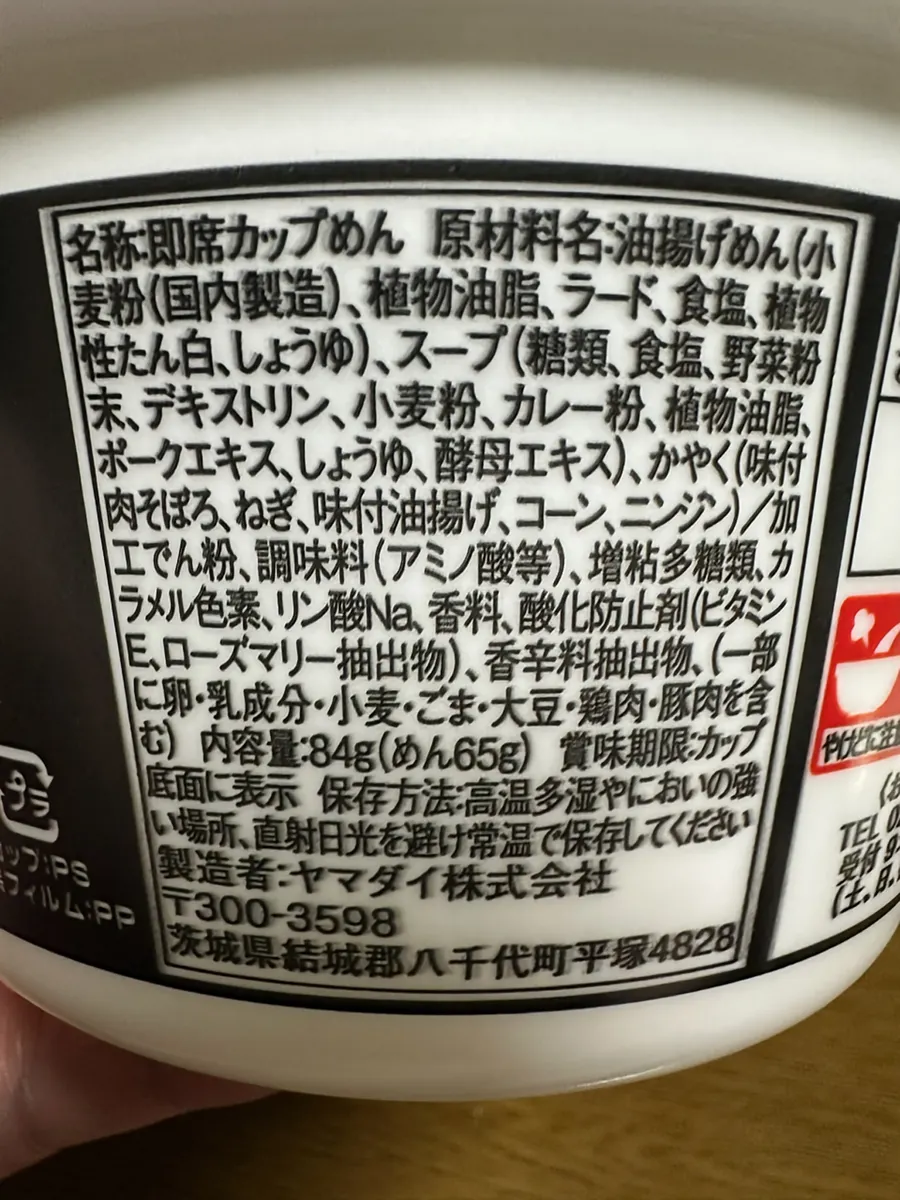 名称:即席カップめん 原材料名:油揚げめん(小
麦粉(国内製造)、植物油脂、ラード、食塩、植物
性たん白、しょうゆ)、スープ(糖類、食塩、野菜粉
末、デキストリン、小麦粉、カレー粉、植物油脂、
ポークエキス、しょうゆ、酵母エキス)、かやく(味付
肉そぼろ、ねぎ、味付油揚げ、コーン、ニンジン)/加
工でん粉、調味料(アミノ酸等)、増粘多糖類、カ
ラメル色素、リン酸Na、香料、酸化防止剤(ビタミン
E、ローズマリー抽出物)、香辛料抽出物、(一部
に卵・乳成分・小麦・ごま・大豆・鶏肉・豚肉を含
む) 内容量:84g(めん65g) 賞味期限:カップ
底面に表示 保存方法:高温多湿やにおいの強
い場所、直射日光を避け常温で保存してください
製造者:ヤマダイ株式会社
〒300-3598
茨城県結城郡八千代町平塚4828
プラ
ップ:PS
フィルム:PP
やけどに注
TEL 0
受付 9
(土、日、